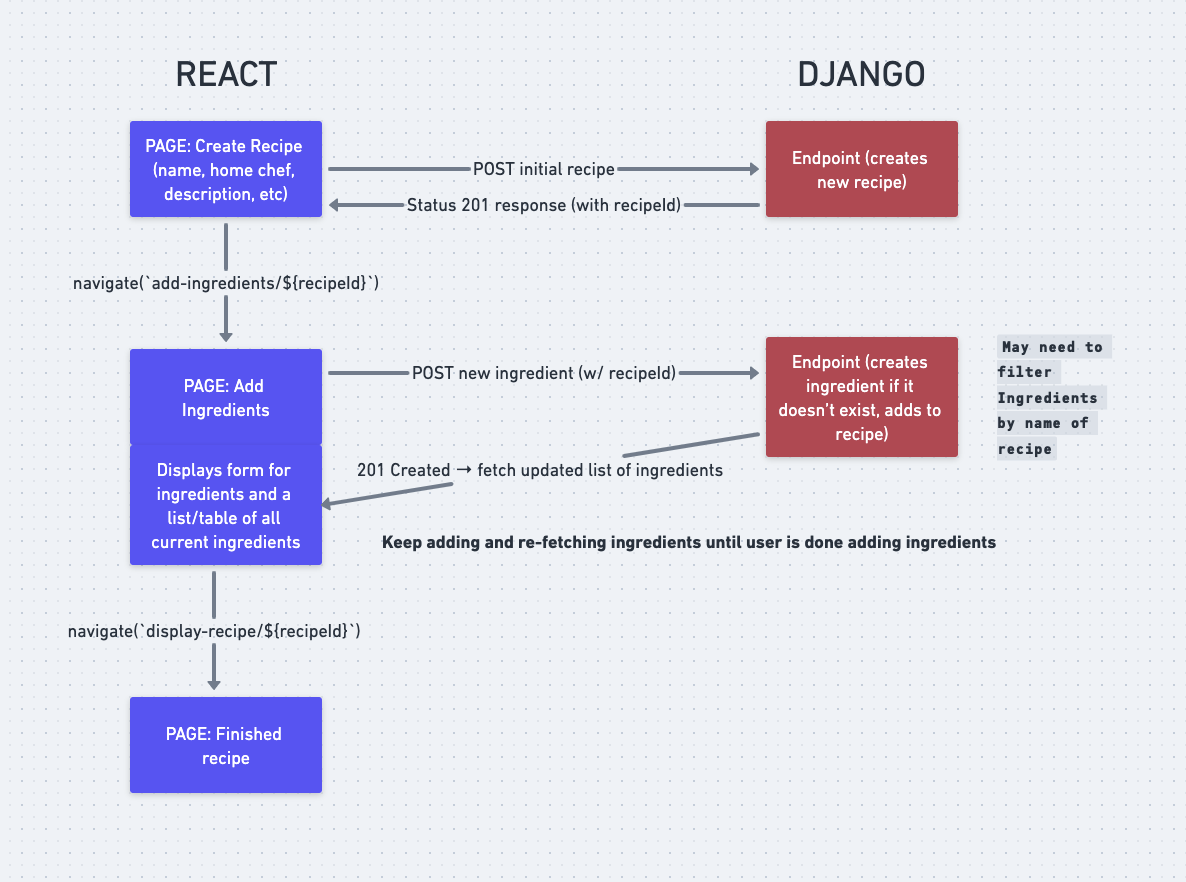 REACT
DJANGO
PAGE: Create Recipe
(name, home chef,
description, etc)
POST initial recipe
Status 201 response (with recipeId)
Endpoint (creates
new recipe)
navigate(`add-ingredients/${recipeId}`)
PAGE: Add
Ingredients
POST new ingredient (w/ recipeId)
Endpoint (creates
ingredient if it
doesn't exist, adds to
recipe)
May need to
filter
Ingredients
by name of
recipe
Displays form for
ingredients and a
list/table of all
current ingredients
201 Created → fetch updated list of ingredients
Keep adding and re-fetching ingredients until user is done adding ingredients
navigate(`display-recipe/${recipeId}`)
PAGE: Finished
recipe